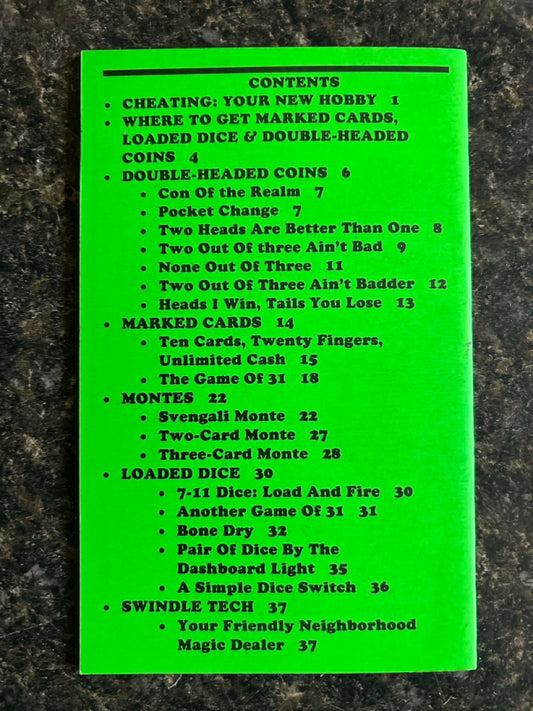 CONTENTS
• CHEATING: YOUR NEW HOBBY 1
• WHERE TO GET MARKED CARDS,
LOADED DICE & DOUBLE-HEADED
COINS 4
• DOUBLE-HEADED COINS 6
• Con Of the Realm 7
• Pocket Change 7
• Two Heads Are Better Than One 8
• Two Out Of three Ain't Bad 9
• None Out Of Three 11
• Two Out Of Three Ain't Badder 12
• Heads I Win, Tails You Lose 13
• MARKED CARDS 14
• Ten Cards, Twenty Fingers,
Unlimited Cash 15
• The Game Of 31 18
• MONTES 22
• Svengali Monte 22
• Two-Card Monte 27
• Three-Card Monte 28
• LOADED DICE 30
• 7-11 Dice: Load And Fire 30
• Another Game Of 31 31
• Bone Dry 32
• Pair Of Dice By The
Dashboard Light 35
• A Simple Dice Switch 36
• SWINDLE TECH 37
• Your Friendly Neighborhood
Magic Dealer 37